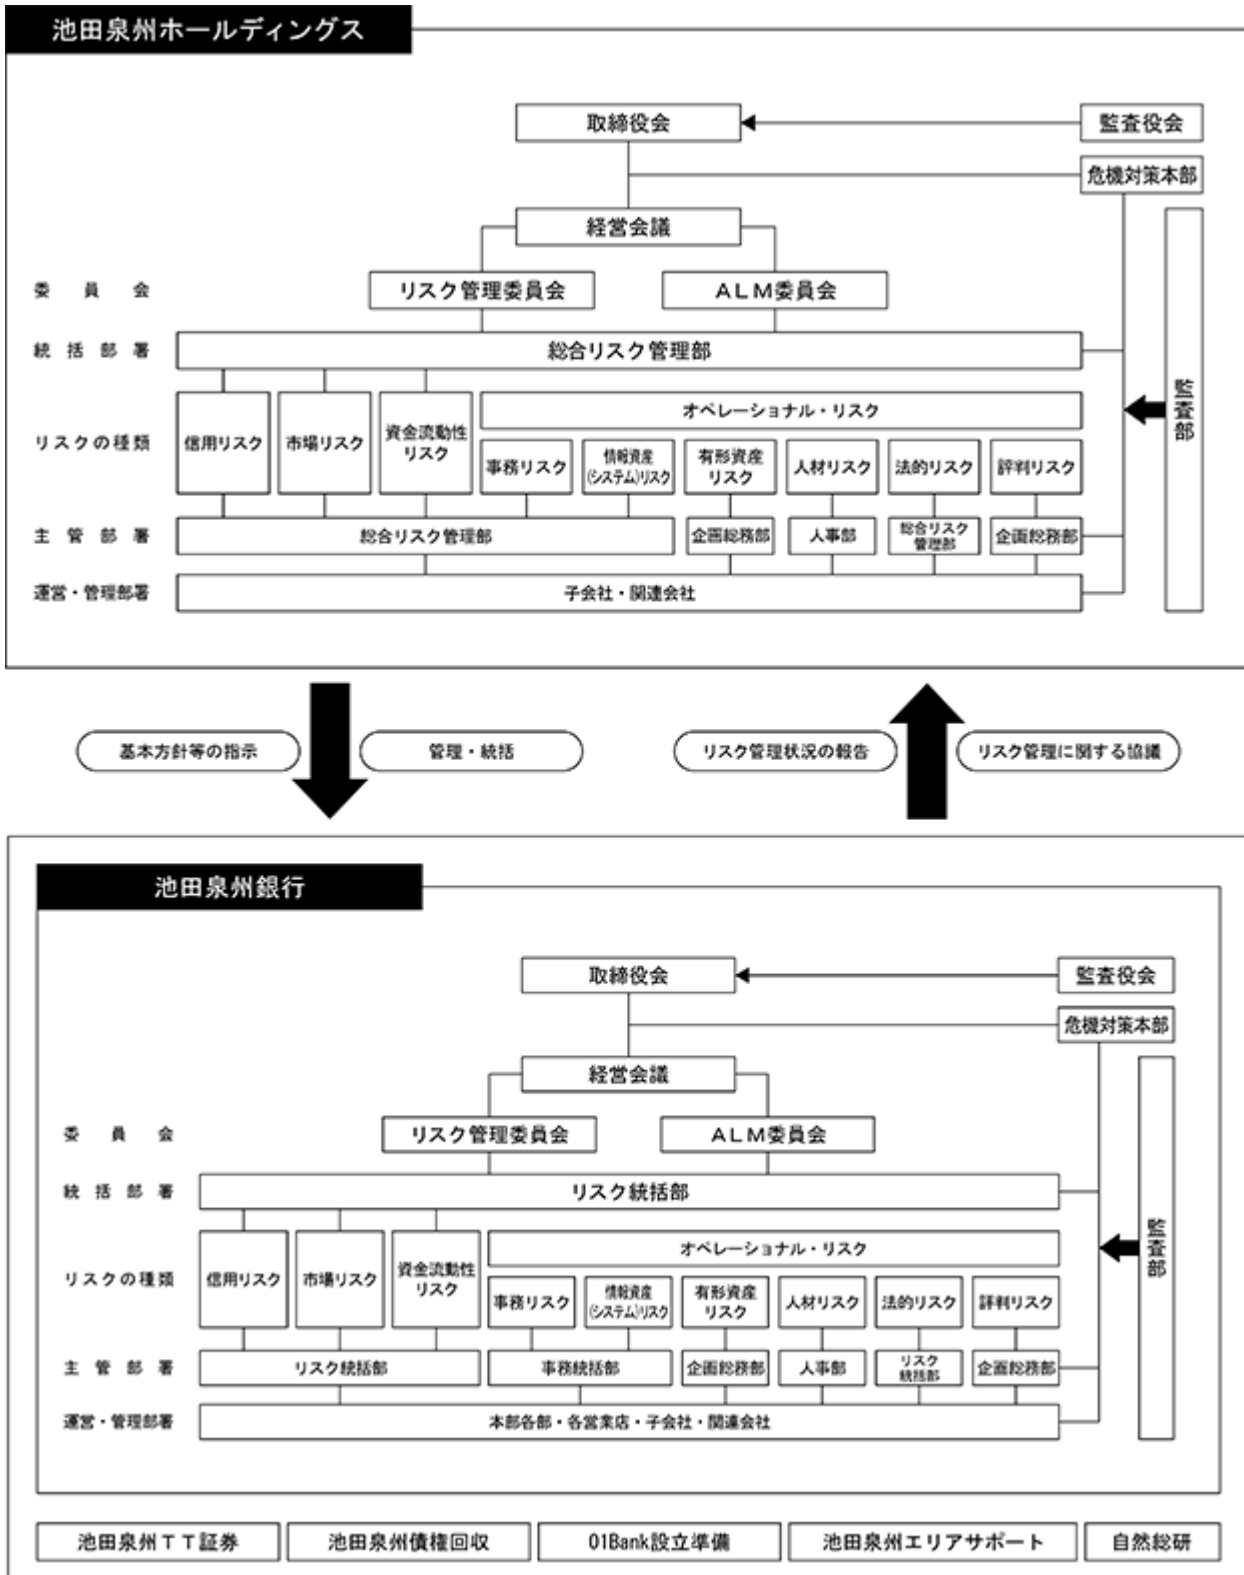 池田泉州ホールディングス
取締役会
監査役会
危機対策本部
経営会議
委員会
リスク管理委員会
ALM委員会
統括部署
総合リスク管理部
監査部
リスクの種類
信用リスク
市場リスク
資金流動性
リスク
オペレーショナル・リスク
事務リスク
情報資産
(システム)リスク
有形資産
リスク
人材リスク
法的リスク
評判リスク
主管部署
総合リスク管理部
企画総務部
人事部
総合リスク
管理部
企画総務部
運営・管理部署
子会社・関連会社
基本方針等の指示
管理・統括
リスク管理状況の報告
リスク管理に関する協議
池田泉州銀行
取締役会
監査役会
危機対策本部
経営会議
委員会
リスク管理委員会
ALM委員会
統括部署
リスク統括部
監査部
リスクの種類
信用リスク
市場リスク
資金流動性
リスク
オペレーショナル・リスク
事務リスク
情報資産
(システム)リスク
有形資産
リスク
人材リスク
法的リスク
評判リスク
主管部署
リスク統括部
事務統括部
企画総務部
人事部
リスク
統括部
企画総務部
運営・管理部署
本部各部・各営業店・子会社・関連会社
池田泉州TT証券
池田泉州債権回収
01Bank設立準備
池田泉州エリアサポート
自然総研